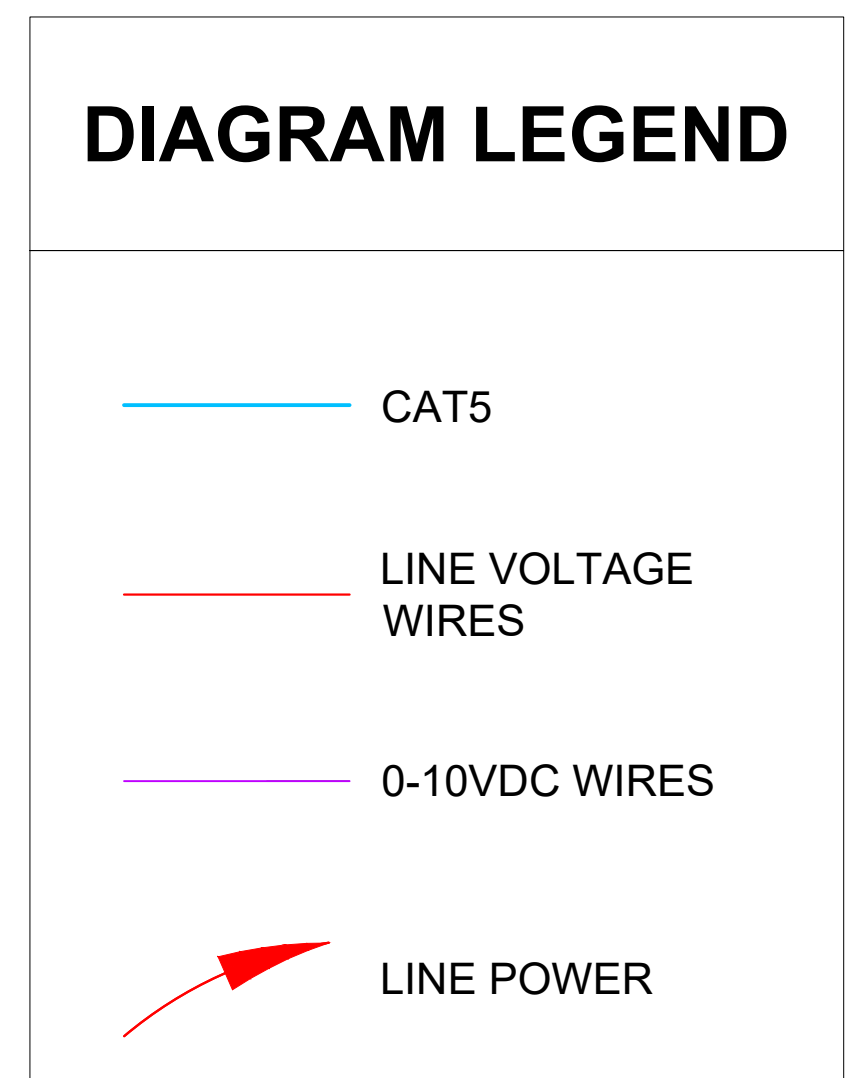 DIAGRAM LEGEND
CAT5
LINE VOLTAGE
WIRES
0-10VDC WIRES
LINE POWER